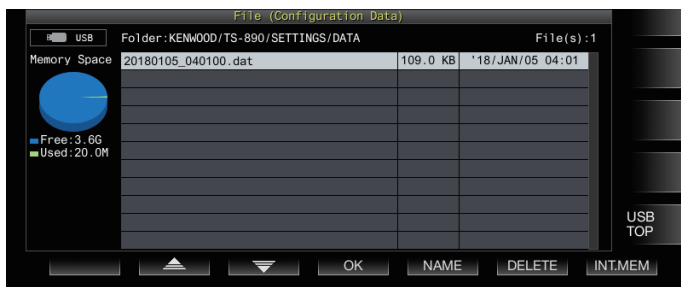 File (Configuration Data)
USB Folder:KENWOOD/TS-890/SETTINGS/DATA File(s):1
Memory Space 20180105_040100.dat 109.0 KB '18/JAN/05 04:01
Free:3.6G
Used:20.0M
USB
TOP
OK NAME DELETE INT.MEM